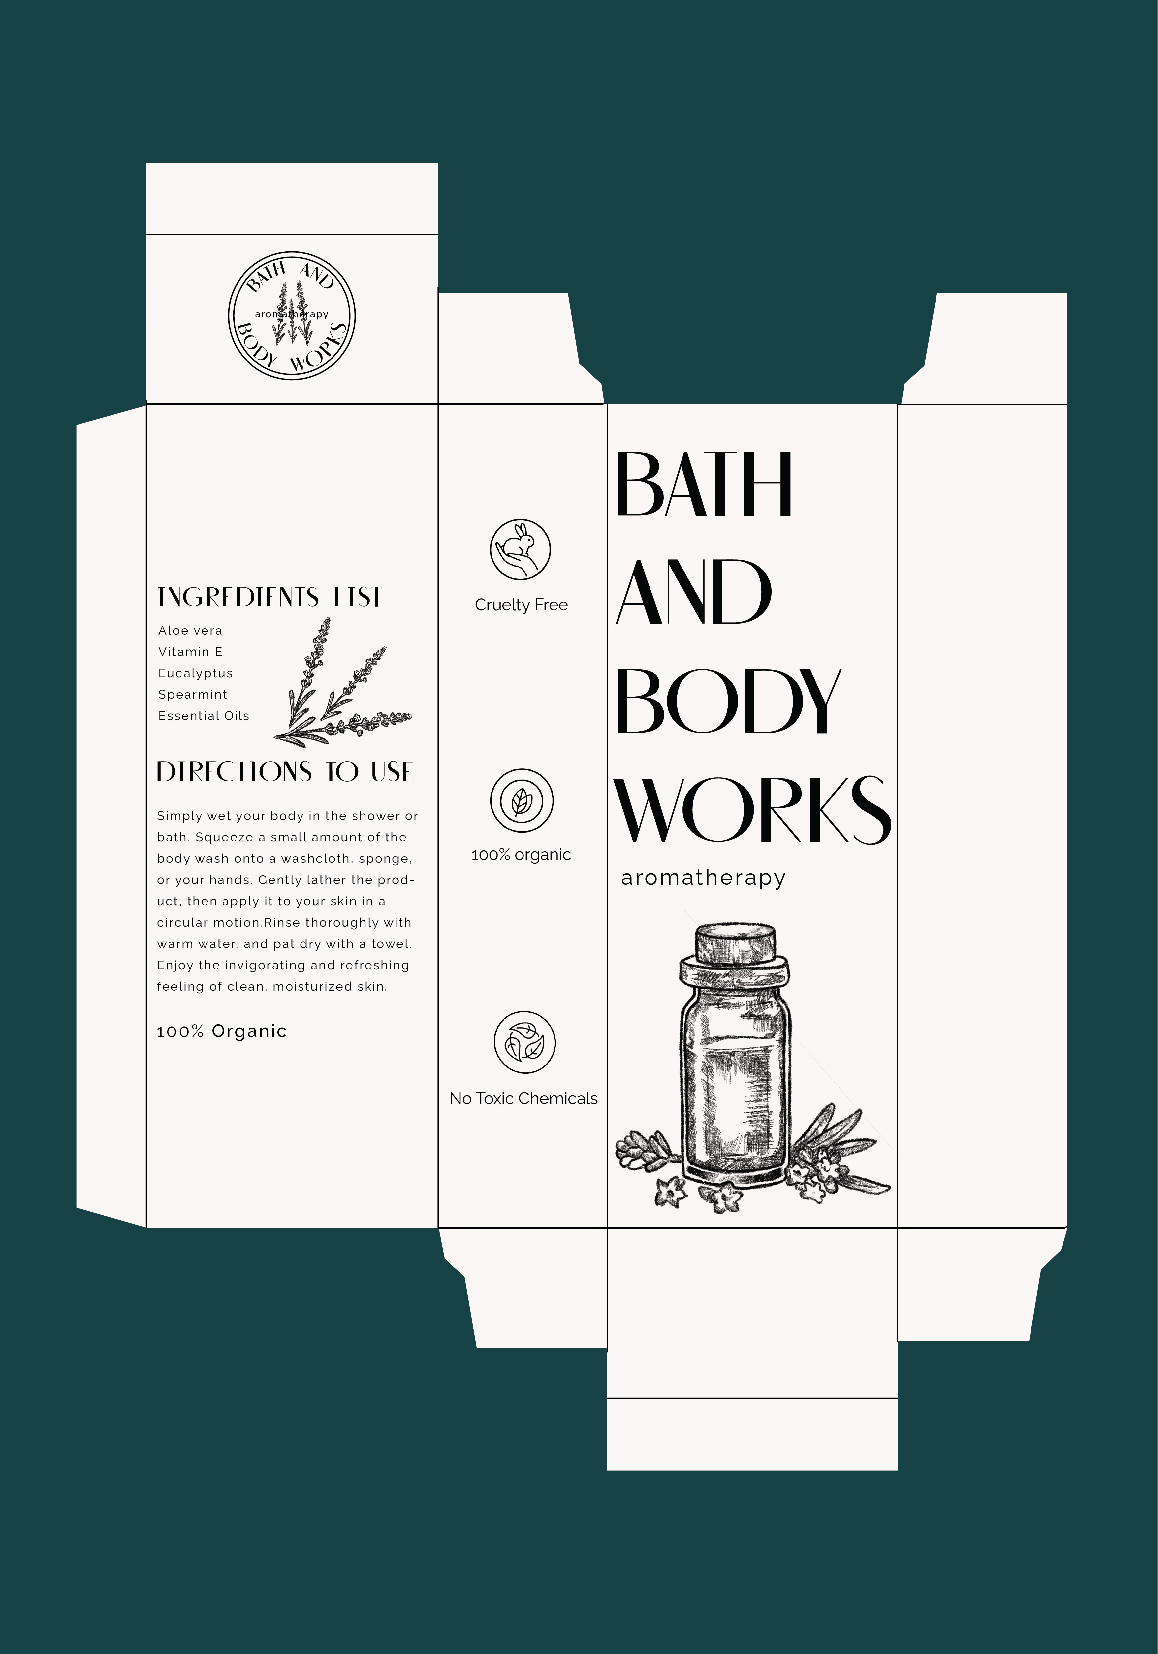 BATH AND
aromatherapy
BODY WORKS
INGREDIENTS LIST
Aloe vera
Vitamin E
Eucalyptus
Spearmint
Essential Oils
DIRECTIONS TO USE
Simply wet your body in the shower or
bath. Squeeze a small amount of the
body wash onto a washcloth, sponge,
or your hands. Gently lather the prod-
uct, then apply it to your skin in a
circular motion.Rinse thoroughly with
warm water, and pat dry with a towel.
Enjoy the invigorating and refreshing
feeling of clean, moisturized skin.
100% Organic
Cruelty Free
100% organic
No Toxic Chemicals
BATH
AND
BODY
WORKS
aromatherapy